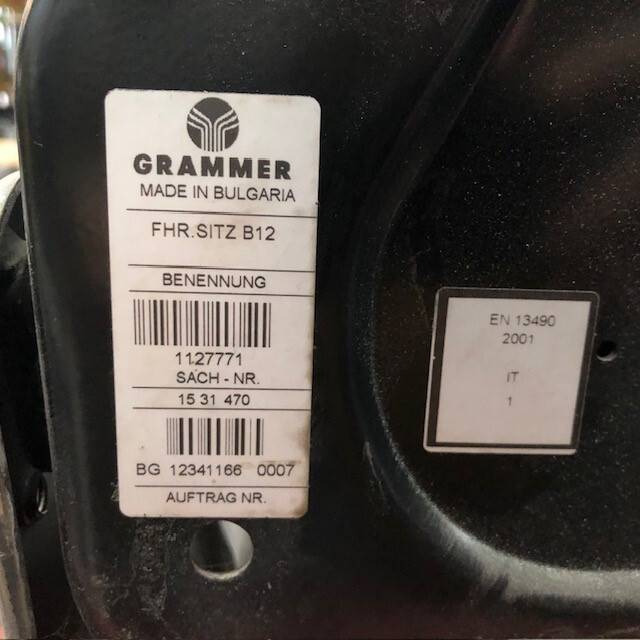 GRAMMER
MADE IN BULGARIA
FHR.SITZ B12
BENENNUNG
1127771
SACH - NR.
15 31 470
BG 12341166 0007
AUFTRAG NR.
EN 13490
2001
IT
1